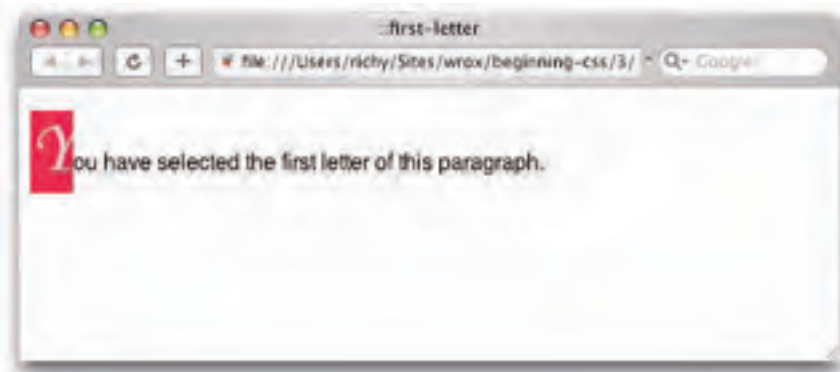 ::first-letter
file:///Users/richy/Sites/wrox/beginning-css/3/ Google
You have selected the first letter of this paragraph.